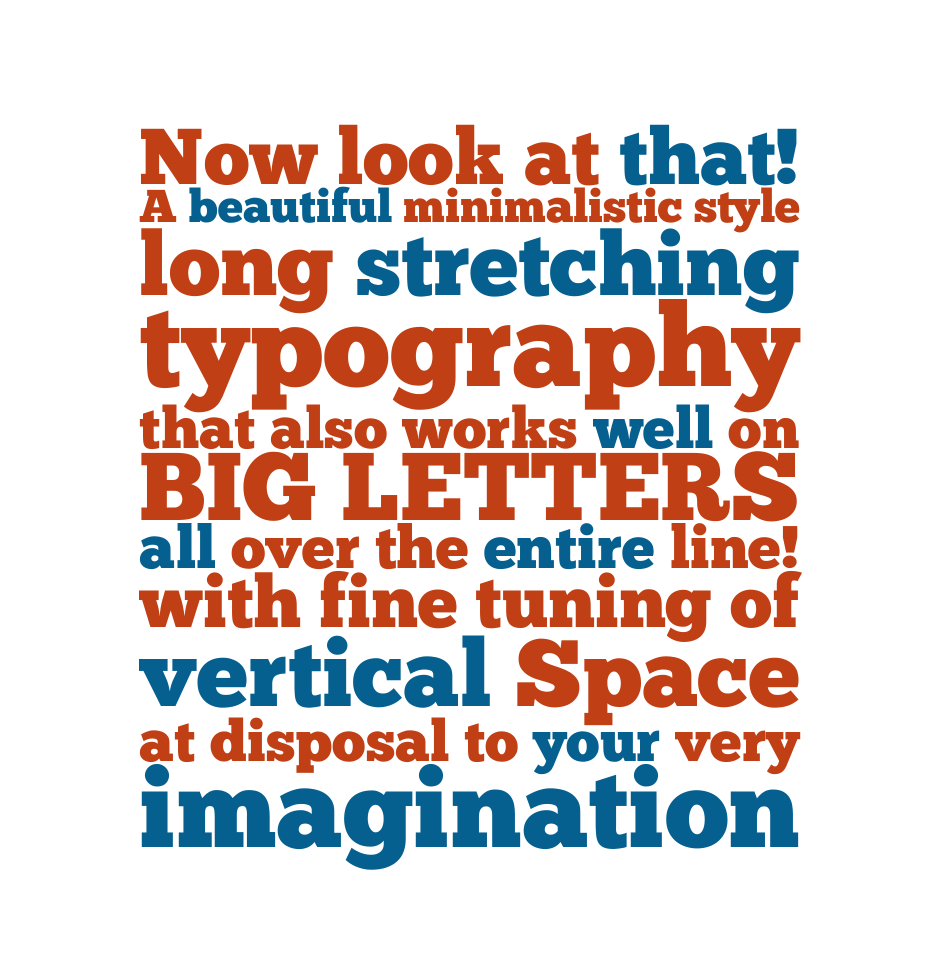 Now look at that!
A beautiful minimalistic style
long stretching
typography
that also works well on
BIG LETTERS
all over the entire line!
with fine tuning of
vertical Space
at disposal to your very
imagination